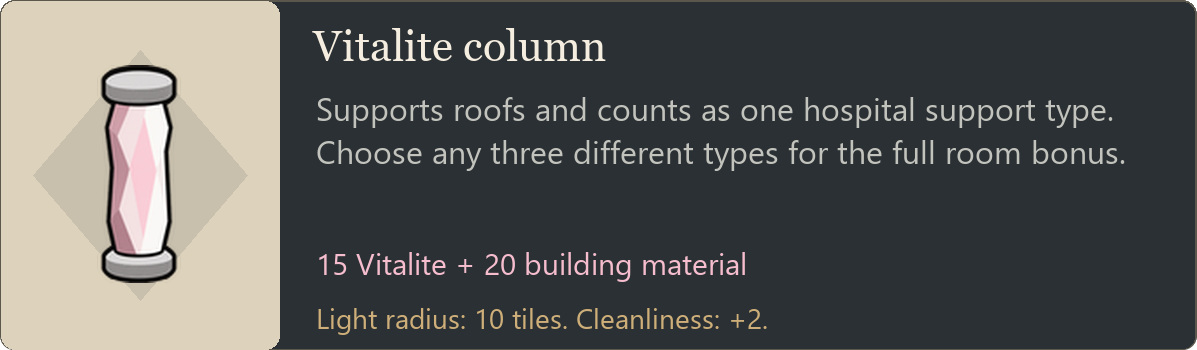 Vitalite column
Supports roofs and counts as one hospital support type.
Choose any three different types for the full room bonus.
15 Vitalite + 20 building material
Light radius: 10 tiles. Cleanliness: +2.